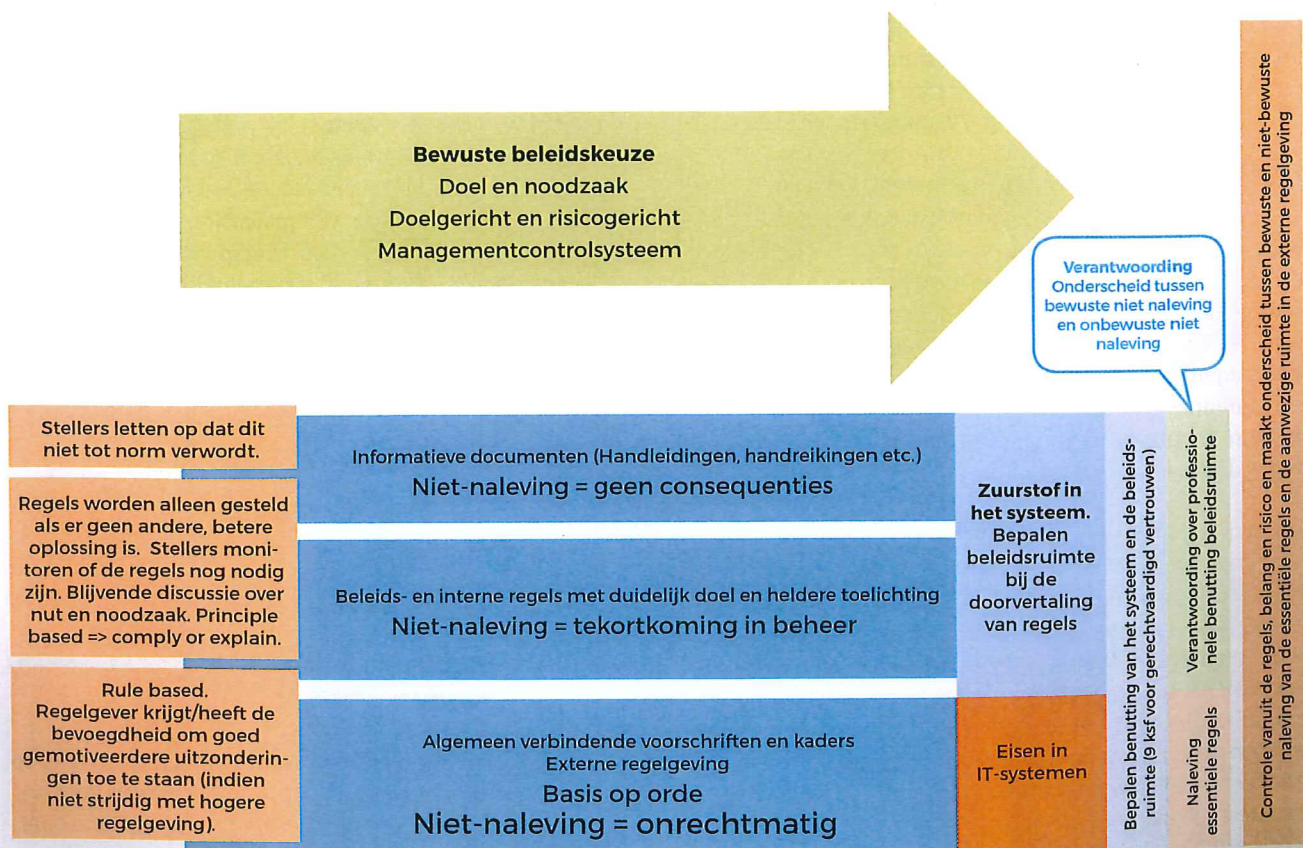 Bewuste beleidskeuze
Doel en noodzaak
Doelgericht en risicogericht
Managementcontrolsysteem
Verantwoording
Onderscheid tussen
bewuste niet naleving
en onbewuste niet
naleving
Stellers letten op dat dit
niet tot norm verwordt.
Regels worden alleen gesteld
als er geen andere, betere
oplossing is. Stellers moni-
toren of de regels nog nodig
zijn. Blijvende discussie over
nut en noodzaak. Principle
based => comply or explain.
Rule based.
Regelgever krijgt/heeft de
bevoegdheid om goed
gemotiveerdere uitzonderin-
gen toe te staan (indien
niet strijdig met hogere
regelgeving).
Informatieve documenten (Handleidingen, handreikingen etc.)
Niet-naleving = geen consequenties
Beleids- en interne regels met duidelijk doel en heldere toelichting
Niet-naleving = tekortkoming in beheer
Algemeen verbindende voorschriften en kaders
Externe regelgeving
Basis op orde
Niet-naleving = onrechtmatig
Zuurstof in
het systeem.
Bepalen
beleidsruimte
bij de
doorvertaling
van regels
Eisen in
IT-systemen
Bepalen benutting van het systeem en de beleids-
ruimte (9 ksf voor gerechtvaardigd vertrouwen)
Verantwoording over professio-
nele benutting beleidsruimte
Naleving
essentiele regels
Controle vanuit de regels, belang en risico en maakt onderscheid tussen bewuste en niet-bewuste
naleving van de essentiële regels en de aanwezige ruimte in de externe regelgeving